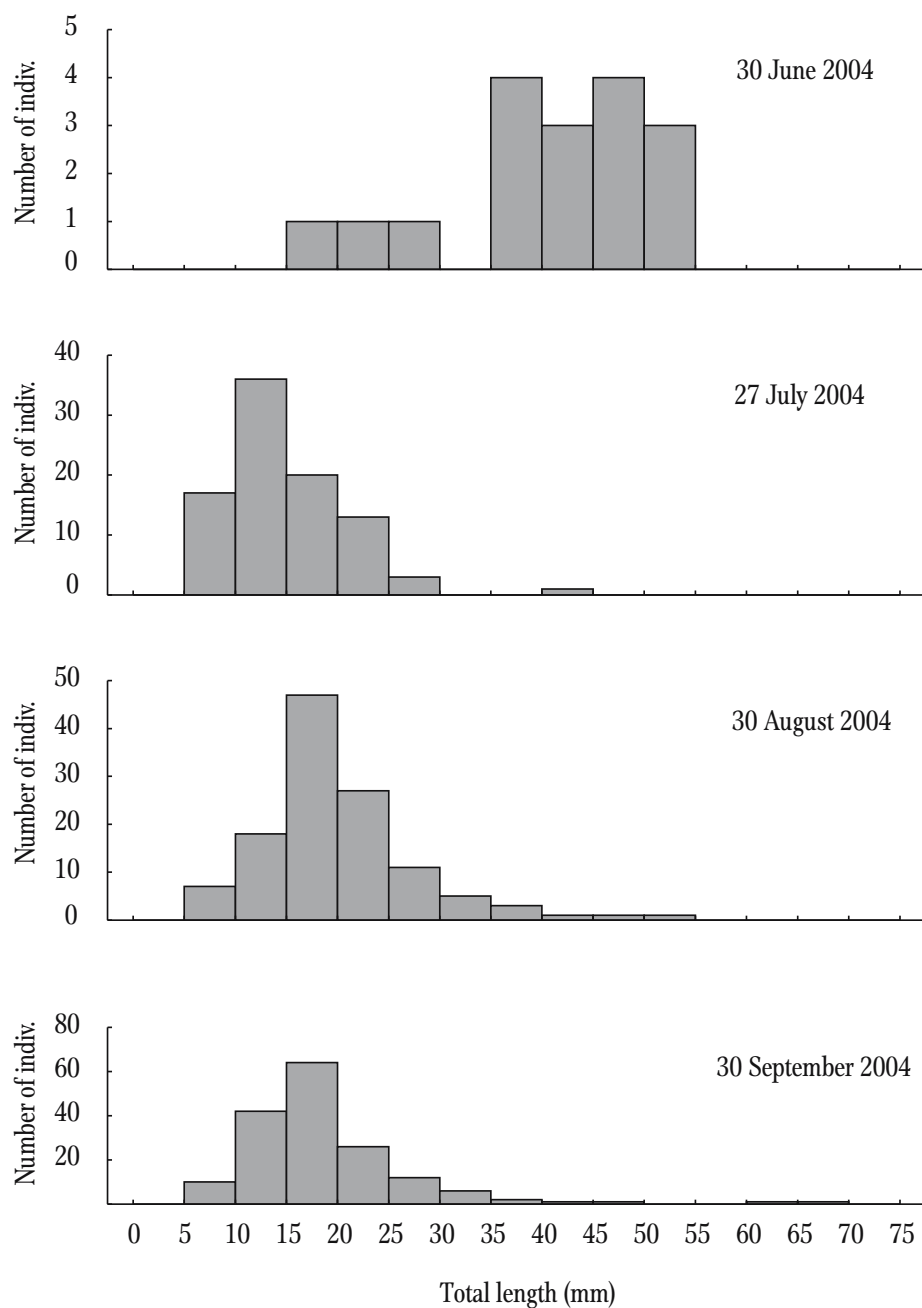 5
4
3
2
1
0
Number of indiv.
30 June 2004
40
30
20
10
0
Number of indiv.
27 July 2004
50
40
30
20
10
0
Number of indiv.
30 August 2004
80
60
40
20
Number of indiv.
30 September 2004
0 5 10 15 20 25 30 35 40 45 50 55 60 65 70 75
Total length (mm)